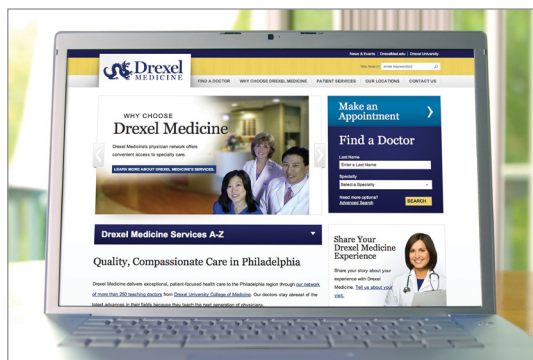 News & Events | DrexelMed.edu | Drexel University
Site Search enter keyword(s)
Drexel
MEDICINE
FIND A DOCTOR | WHY CHOOSE DREXEL MEDICINE | PATIENT SERVICES | OUR LOCATIONS | CONTACT US
WHY CHOOSE
Drexel Medicine
Drexel Medicine's physician network offers
convenient access to specialty care.
LEARN MORE ABOUT DREXEL MEDICINE'S SERVICES.
Make an
Appointment
Find a Doctor
Last Name
Enter a Last Name
Specialty
Select a Specialty
Need more options?
Advanced Search
SEARCH
Drexel Medicine Services A-Z
Quality, Compassionate Care in Philadelphia
Drexel Medicine delivers exceptional, patient-focused health care to the Philadelphia region through our network
of more than 260 teaching doctors from Drexel University College of Medicine. Our doctors stay abreast of the
latest advances in their fields because they teach the next generation of physicians.
Share Your
Drexel Medicine
Experience
Share your story about your
experience with Drexel
Medicine. Tell us about your
visit.